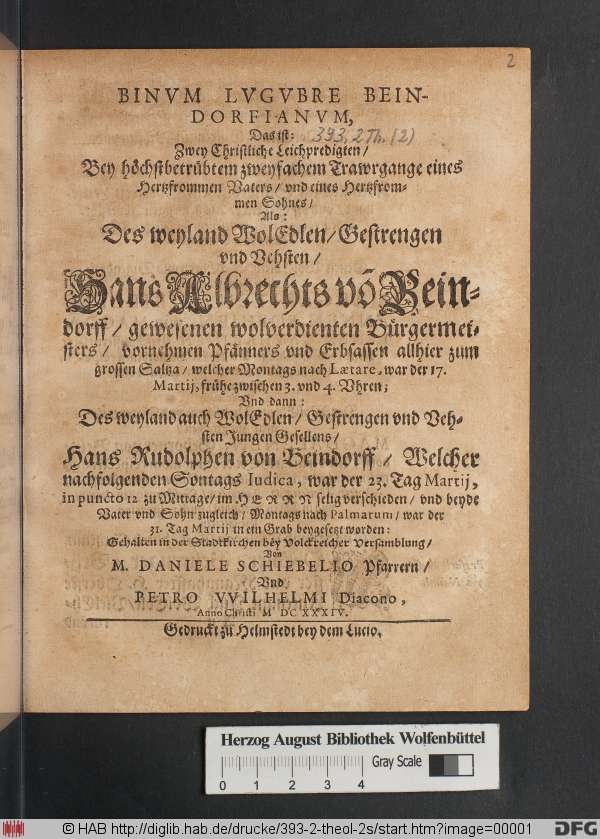 2
BINVM LVGVBRE BEIN-
DORFIANVM,
Das ist:
393, 2 Th. (2)
Zwey Christliche Leichpredigten/
Bey höchstbetrübtem zweyfachem Trawrgange eines
Hertzfrommen Vaters/ vnd eines Hertzfrom-
men Sohnes/
Als:
Des weyland WolEdlen/ Gestrengen
vnd Vehsten/
Hans Albrechts võ Bein-
dorff/ gewesenen wolverdienten Bürgermei-
sters/ vornehmen Pfänners vnd Erbsassen allhier zum
grossen Saltza/ welcher Montags nach Lætare, war der 17.
Martij, frühe zwischen 3. vnd 4. Vhren;
Vnd dann:
Des weyland auch WolEdlen/ Gestrengen vnd Veh-
sten Jungen Gesellens/
Hans Rudolphen von Beindorff/ Welcher
nachfolgenden Sontags Iudica, war der 23. Tag Martij,
in puncto 12 zu Mittage/ im HERRN selig verschieden/ vnd beyde
Vater vnd Sohn zugleich/ Montags nach Palmarum/ war der
31. Tag Martij in ein Grab beygesetzt worden:
Gehalten in der Stadtkirchen bey Volckreicher Versamblung/
Von
M. DANIELE SCHIEBELIO Pfarrern/
Vnd
PETRO VVILHELMI Diacono,
Anno Christi M DC XXXIV.
Gedruckt zu Helmstedt bey dem Lucio.
Herzog August Bibliothek Wolfenbüttel
Gray Scale
0 1 2 3 4
© HAB http://diglib.hab.de/drucke/393-2-theol-2s/start.htm?image=00001
DFG